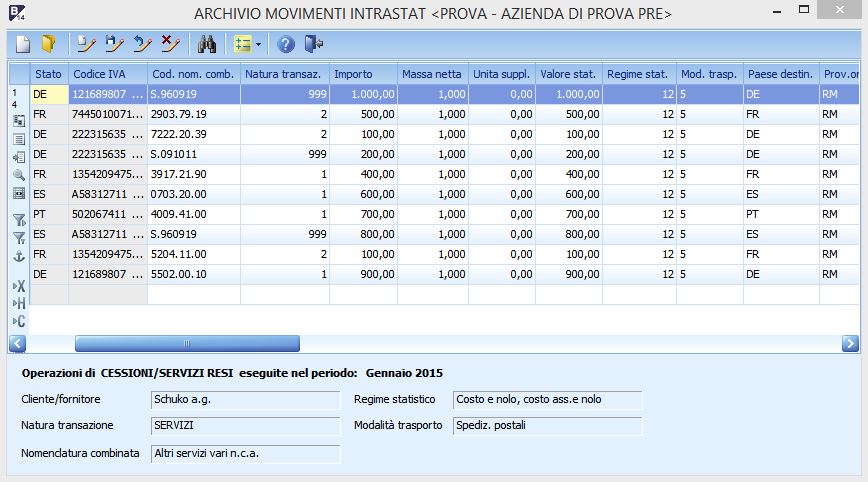 B 14 ARCHIVIO MOVIMENTI INTRASTAT <PROVA - AZIENDA DI PROVA PRE>
Stato Codice IVA Cod. nom. comb. Natura transaz. Importo Massa netta Unita suppl. Valore stat. Regime stat. Mod. trasp. Paese destin. Prov.or
1 DE 121689807 ... S.960919 999 1.000,00 1,000 0,00 1.000,00 12 5 DE RM
4 FR 7445010071... 2903.79.19 2 500,00 1,000 0,00 500,00 12 5 FR RM
DE 222315635 ... 7222.20.39 2 100,00 1,000 0,00 100,00 12 5 DE RM
DE 222315635 ... S.091011 999 200,00 1,000 0,00 200,00 12 5 DE RM
FR 1354209475... 3917.21.90 1 400,00 1,000 0,00 400,00 12 5 FR RM
ES A58312711 ... 0703.20.00 1 600,00 1,000 0,00 600,00 12 5 ES RM
PT 502067411 ... 4009.41.00 1 700,00 1,000 0,00 700,00 12 5 PT RM
ES A58312711 ... S.960919 999 800,00 1,000 0,00 800,00 12 5 ES RM
FR 1354209475... 5204.11.00 2 100,00 1,000 0,00 100,00 12 5 FR RM
DE 121689807 ... 5502.00.10 1 900,00 1,000 0,00 900,00 12 5 DE RM
X
H
C
Operazioni di CESSIONI/SERVIZI RESI eseguite nel periodo: Gennaio 2015
Cliente/fornitore Schuko a.g. Regime statistico Costo e nolo, costo ass.e nolo
Natura transazione SERVIZI Modalità trasporto Spediz. postali
Nomenclatura combinata Altri servizi vari n.c.a.